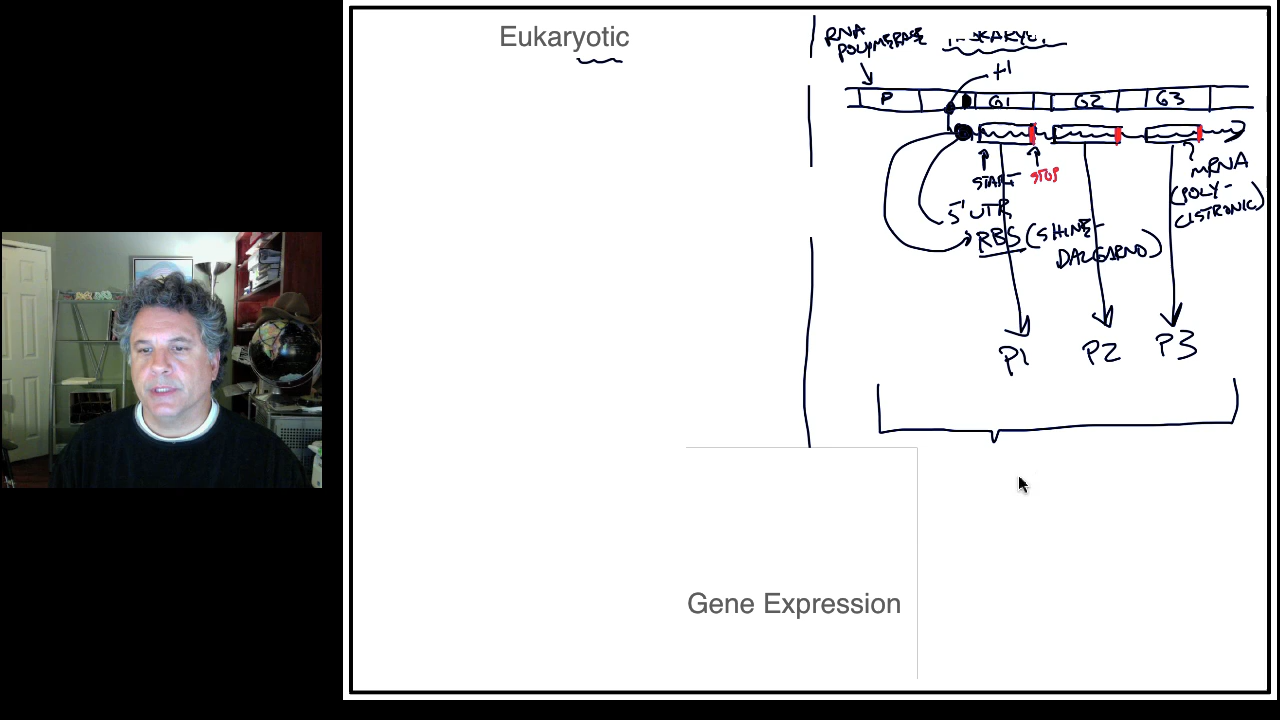 Eukaryotic
RNA
POLYMERASE
+1
P
G1
G2
G3
START
STOP
mRNA
(POLY-
CISTRONIC)
5' UTR
RBS (SHINE-
DALGARNO)
P1
P2
P3
Gene Expression